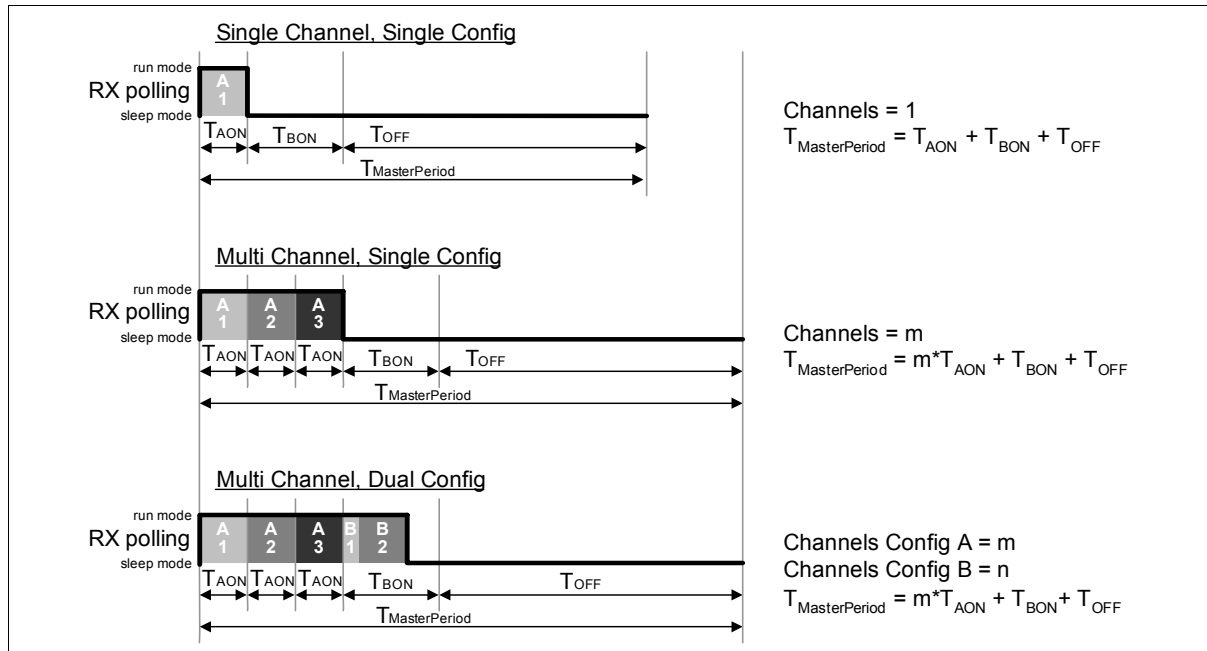 Single Channel, Single Config
run mode
RX polling
sleep mode
A
1
TAON
TBON
TOFF
TMasterPeriod
Channels = 1
TMasterPeriod = TAON + TBON + TOFF
Multi Channel, Single Config
run mode
RX polling
sleep mode
A A A
1 2 3
TAON TAON TAON TBON TOFF
TMasterPeriod
Channels = m
TMasterPeriod = m*TAON + TBON + TOFF
Multi Channel, Dual Config
run mode
RX polling
sleep mode
A A A B B
1 2 3 1 2
TAON TAON TAON TBON TOFF
TMasterPeriod
Channels Config A = m
Channels Config B = n
TMasterPeriod = m*TAON + TBON+ TOFF